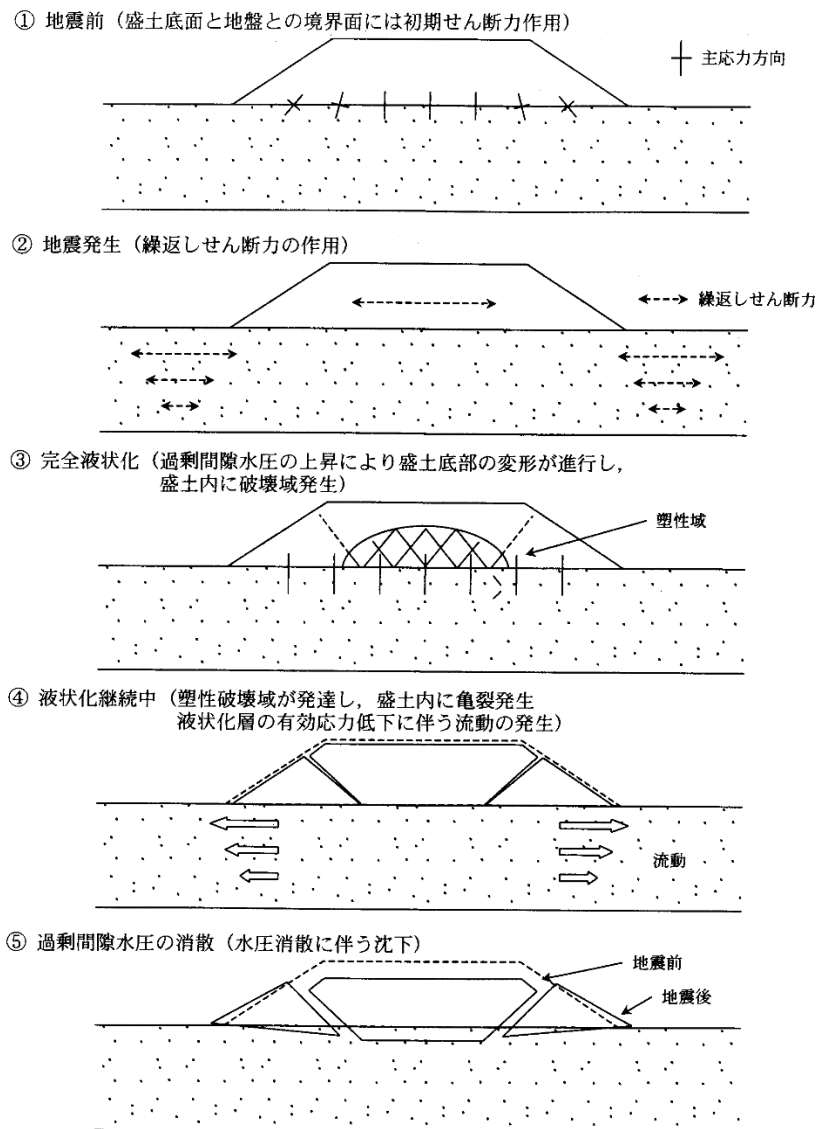 ① 地震前（盛土底面と地盤との境界面には初期せん断力作用）
主応力方向
② 地震発生（繰返しせん断力の作用）
繰返しせん断力
③ 完全液状化（過剰間隙水圧の上昇により盛土底部の変形が進行し，
盛土内に破壊域発生）
塑性域
④ 液状化継続中（塑性破壊域が発達し，盛土内に亀裂発生
液状化層の有効応力低下に伴う流動の発生）
流動
⑤ 過剰間隙水圧の消散（水圧消散に伴う沈下）
地震前
地震後